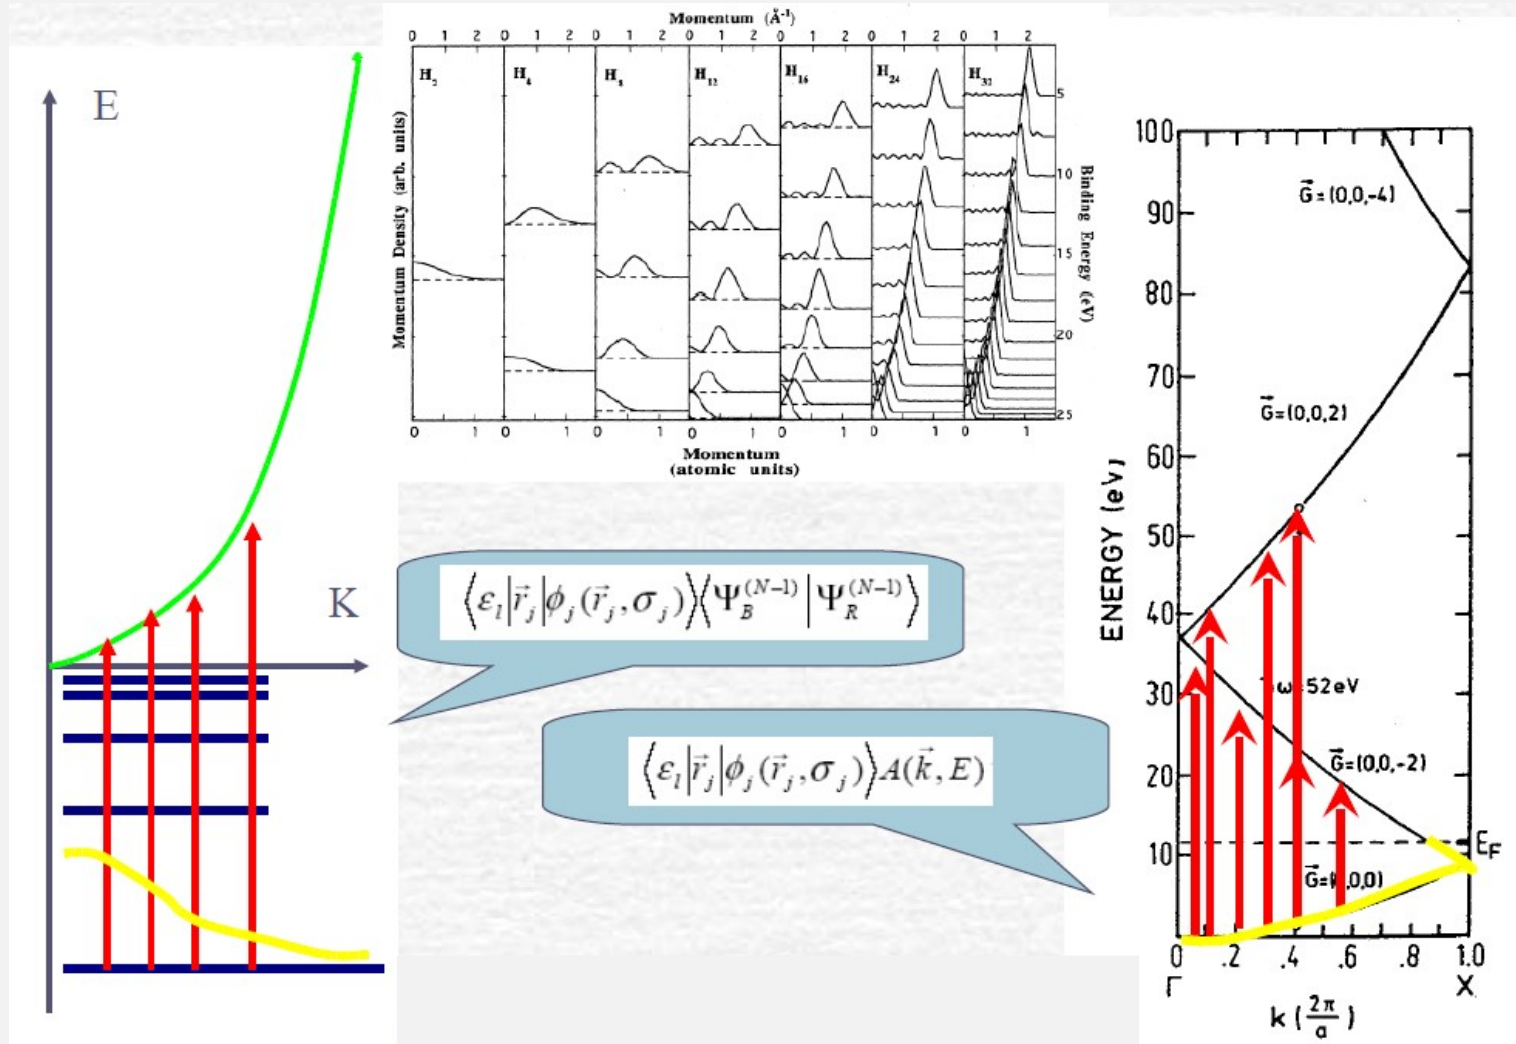 E
K
Momentum (Å⁻¹)
0 1 2 0 1 2 0 1 2 0 1 2 0 1 2 0 1 2 0 1 2
H₂ H₄ H₈ H₁₂ H₁₆ H₂₄ H₃₂
Momentum Density (arb. units)
5
10
15
20
25
Binding Energy (eV)
0 1 0 1 0 1 0 1 0 1 0 1 0 1
Momentum
(atomic units)
⟨ε_l|r⃗_j|ϕ_j(r⃗_j,σ_j)⟩⟨Ψ_B^(N-1)|Ψ_R^(N-1)⟩
⟨ε_l|r⃗_j|ϕ_j(r⃗_j,σ_j)⟩A(k⃗,E)
ENERGY (eV)
100
90
80
70
60
50
40
30
20
10
G⃗=(0,0,-4)
G⃗=(0,0,2)
ω=52eV
G⃗=(0,0,-2)
E_F
G⃗=( ,0,0)
0 .2 .4 .6 .8 1.0
Γ X
k (2π/a)